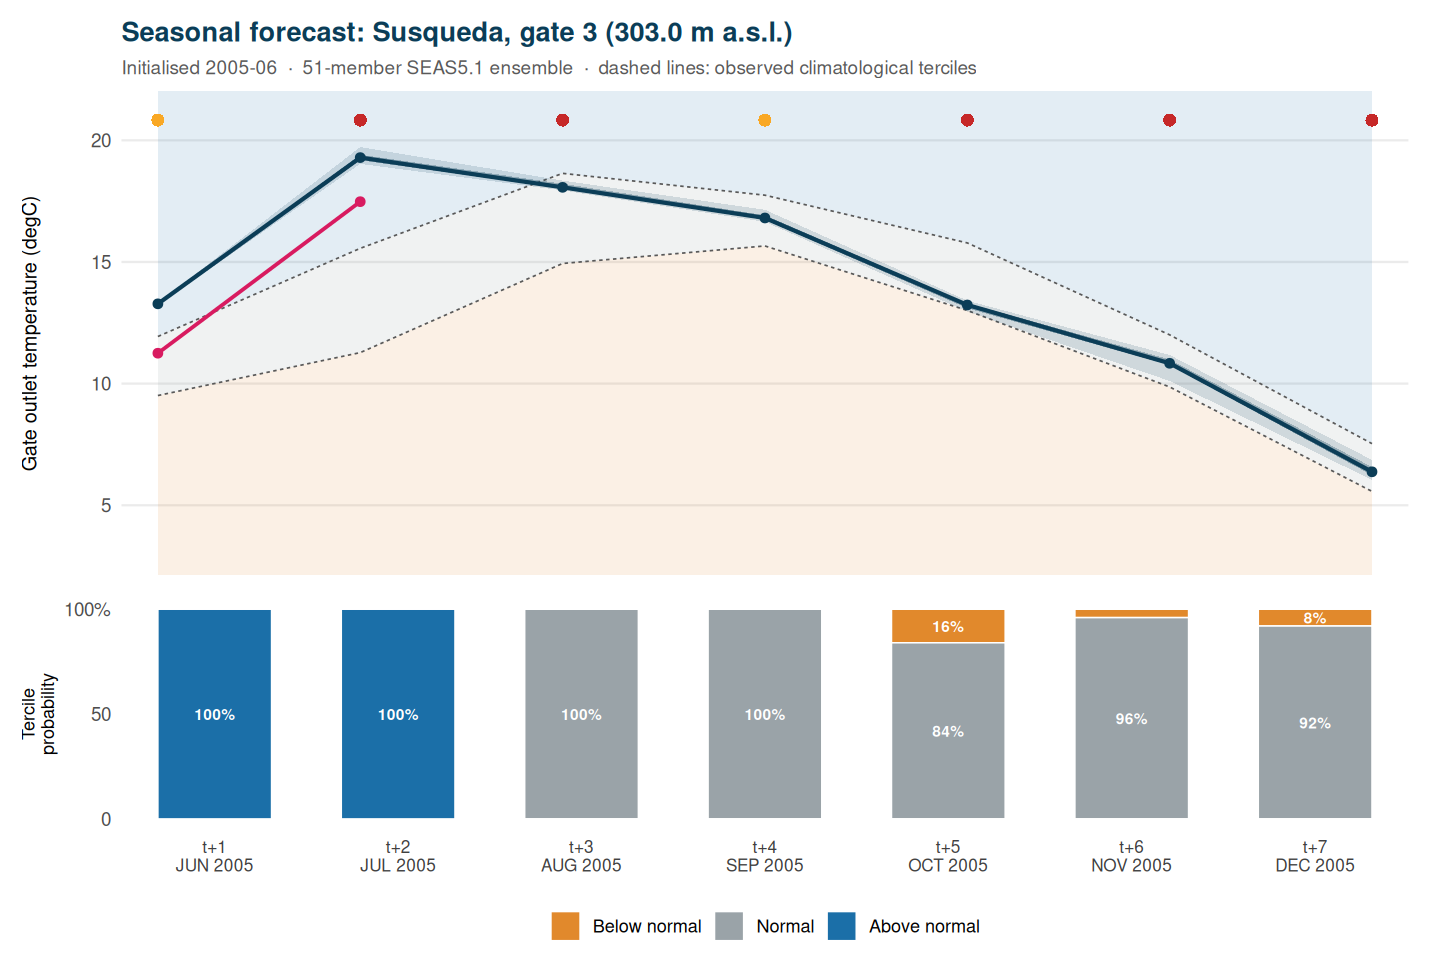 Seasonal forecast: Susqueda, gate 3 (303.0 m a.s.l.)
Initialised 2005-06 · 51-member SEAS5.1 ensemble · dashed lines: observed climatological terciles
Gate outlet temperature (degC)
20
15
10
5
Tercile
probability
100%
50
0
100%
100%
100%
100%
16%
84%
96%
8%
92%
t+1
JUN 2005
t+2
JUL 2005
t+3
AUG 2005
t+4
SEP 2005
t+5
OCT 2005
t+6
NOV 2005
t+7
DEC 2005
Below normal
Normal
Above normal